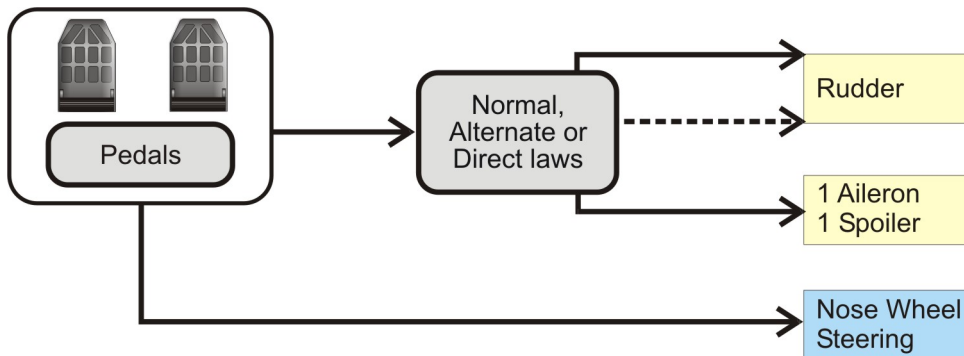 Pedals
Normal,
Alternate or
Direct laws
Rudder
1 Aileron
1 Spoiler
Nose Wheel
Steering